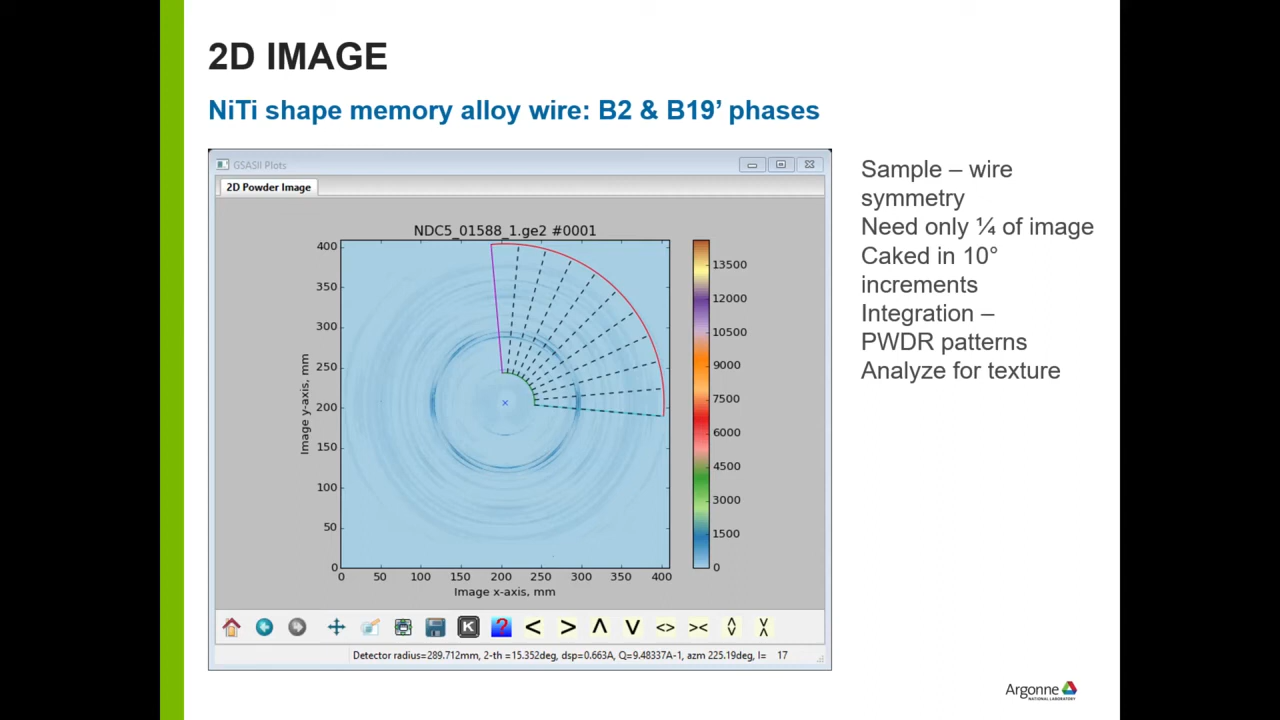 2D IMAGE
NiTi shape memory alloy wire: B2 & B19’ phases
GSASII Plots
2D Powder Image
NDC5_01588_1.ge2 #0001
400
350
300
250
200
150
100
50
0
Image y-axis, mm
0 50 100 150 200 250 300 350 400
Image x-axis, mm
13500
12000
10500
9000
7500
6000
4500
3000
1500
0
K ? < > Λ V <> ><
Detector radius=289.712mm, 2-th =15.352deg, dsp=0.663A, Q=9.48337A-1, azm 225.19deg, I= 17
Sample – wire
symmetry
Need only ¼ of image
Caked in 10°
increments
Integration –
PWDR patterns
Analyze for texture
Argonne
NATIONAL LABORATORY